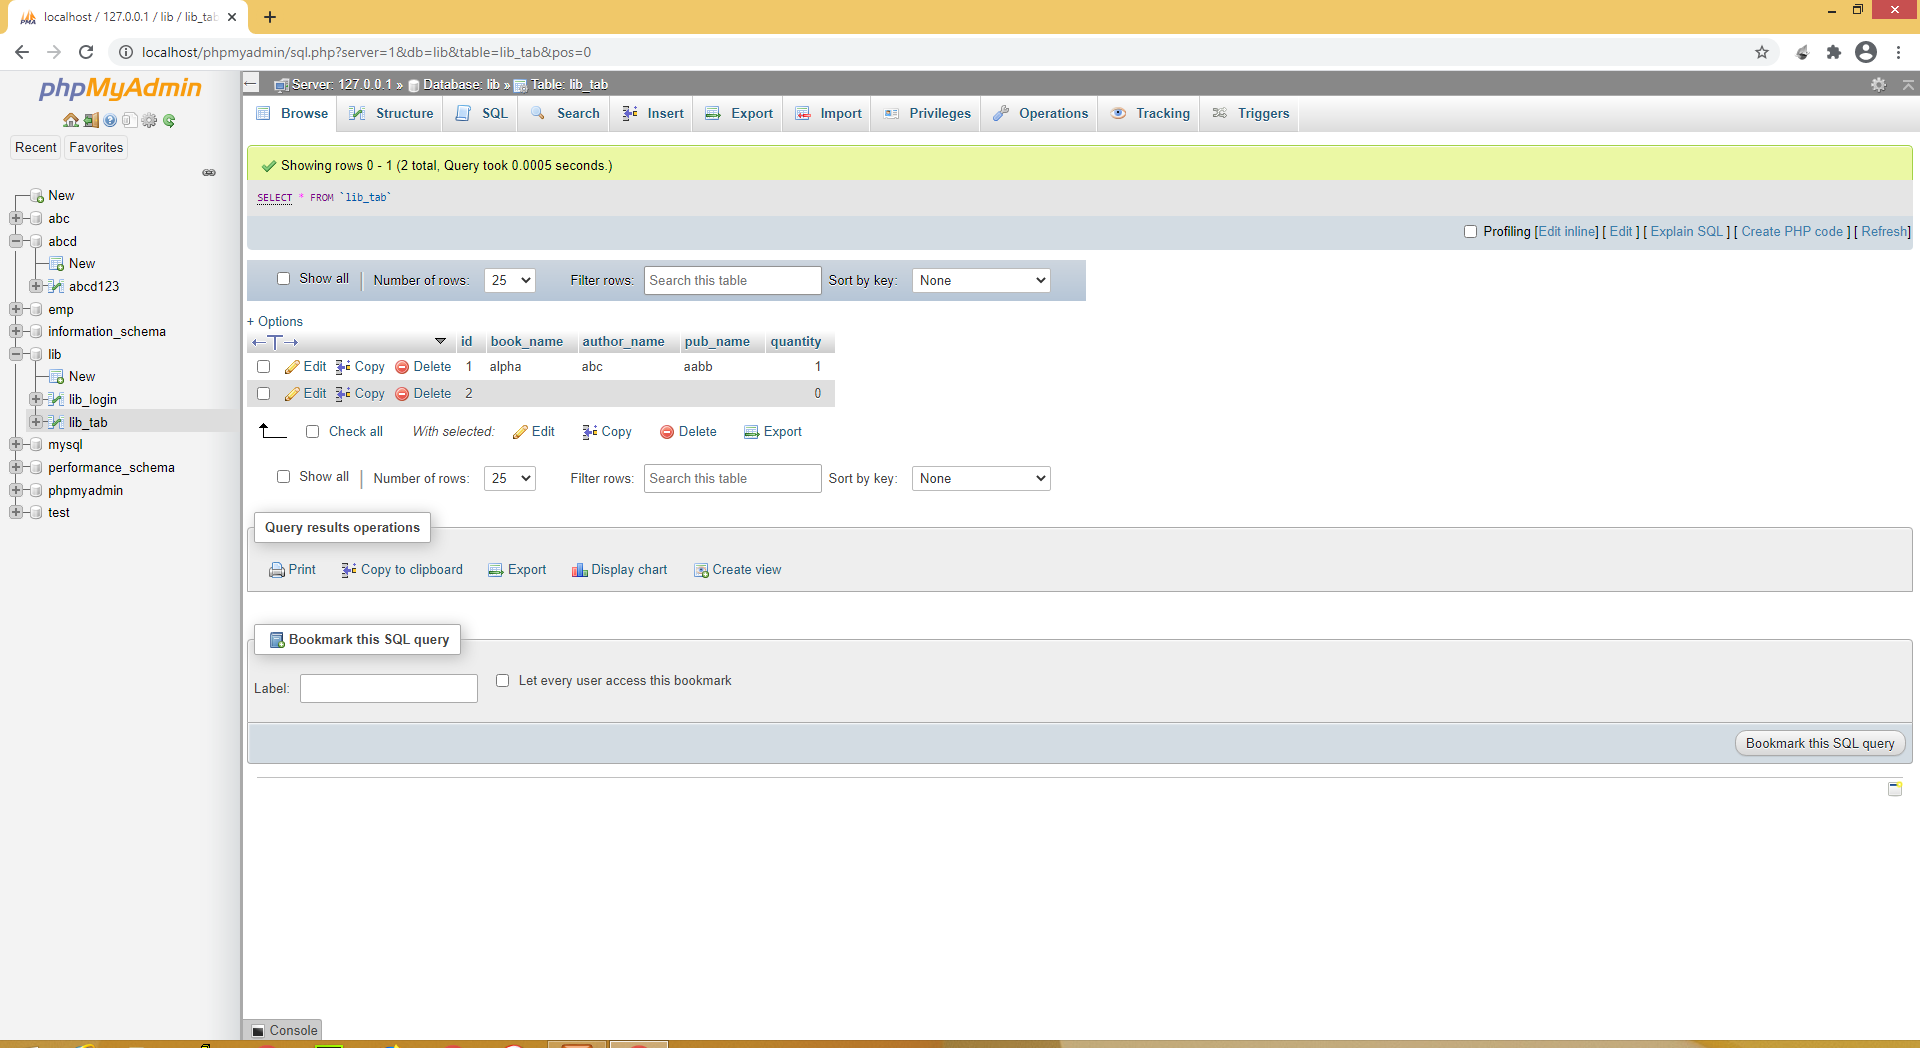 localhost / 127.0.0.1 / lib / lib_tab
localhost/phpmyadmin/sql.php?server=1&db=lib&table=lib_tab&pos=0
phpMyAdmin
Recent
Favorites
New
abc
abcd
New
abcd123
emp
information_schema
lib
New
lib_login
lib_tab
mysql
performance_schema
phpmyadmin
test
Server: 127.0.0.1 » Database: lib » Table: lib_tab
Browse Structure SQL Search Insert Export Import Privileges Operations Tracking Triggers
Showing rows 0 - 1 (2 total, Query took 0.0005 seconds.)
SELECT * FROM `lib_tab`
Profiling [Edit inline] [ Edit ] [ Explain SQL ] [ Create PHP code ] [ Refresh]
Show all Number of rows: 25 Filter rows: Search this table Sort by key: None
+ Options
←T→ id book_name author_name pub_name quantity
Edit Copy Delete 1 alpha abc aabb 1
Edit Copy Delete 2 0
Check all With selected: Edit Copy Delete Export
Show all Number of rows: 25 Filter rows: Search this table Sort by key: None
Query results operations
Print Copy to clipboard Export Display chart Create view
Bookmark this SQL query
Label: Let every user access this bookmark
Bookmark this SQL query
Console